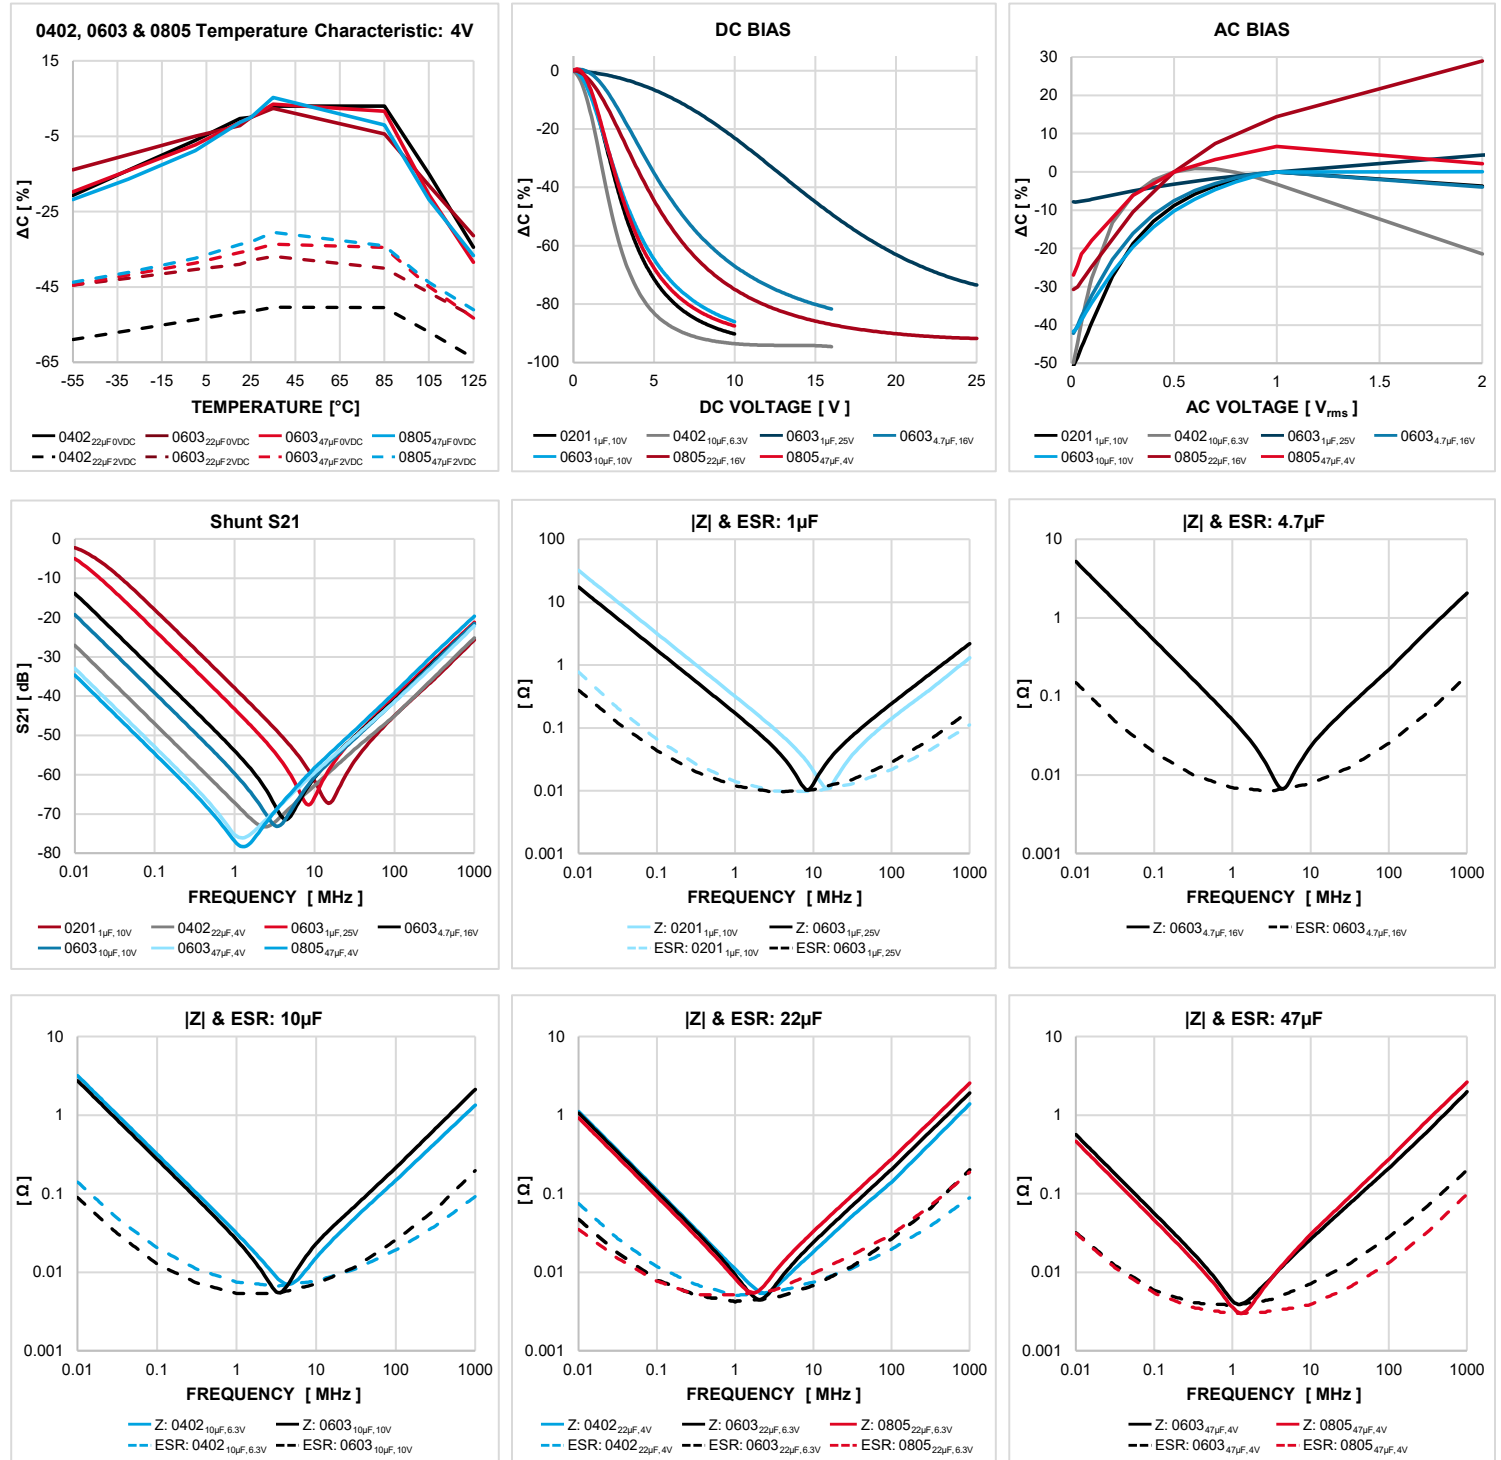 0402, 0603 & 0805 Temperature Characteristic: 4V
15
-5
-25
-45
-65
ΔC [ % ]
-55 -35 -15 5 25 45 65 85 105 125
TEMPERATURE [°C]
0402 22µF 0VDC 0603 22µF 0VDC 0603 47µF 0VDC 0805 47µF 0VDC
0402 22µF 2VDC 0603 22µF 2VDC 0603 47µF 2VDC 0805 47µF 2VDC
DC BIAS
0
-20
-40
-60
-80
-100
ΔC [ % ]
0 5 10 15 20 25
DC VOLTAGE [ V ]
0201 1µF, 10V 0402 10µF, 6.3V 0603 1µF, 25V 0603 4.7µF, 16V
0603 10µF, 10V 0805 22µF, 16V 0805 47µF, 4V
AC BIAS
30
20
10
0
-10
-20
-30
-40
-50
ΔC [ % ]
0 0.5 1 1.5 2
AC VOLTAGE [ Vrms ]
0201 1µF, 10V 0402 10µF, 6.3V 0603 1µF, 25V 0603 4.7µF, 16V
0603 10µF, 10V 0805 22µF, 16V 0805 47µF, 4V
Shunt S21
0
-10
-20
-30
-40
-50
-60
-70
-80
S21 [ dB ]
0.01 0.1 1 10 100 1000
FREQUENCY [ MHz ]
0201 1µF, 10V 0402 22µF, 4V 0603 1µF, 25V 0603 4.7µF, 16V
0603 10µF, 10V 0603 47µF, 4V 0805 47µF, 4V
|Z| & ESR: 1µF
100
10
1
0.1
0.01
0.001
[ Ω ]
0.01 0.1 1 10 100 1000
FREQUENCY [ MHz ]
Z: 0201 1µF, 10V Z: 0603 1µF, 25V
ESR: 0201 1µF, 10V ESR: 0603 1µF, 25V
|Z| & ESR: 4.7µF
10
1
0.1
0.01
0.001
[ Ω ]
0.01 0.1 1 10 100 1000
FREQUENCY [ MHz ]
Z: 0603 4.7µF, 16V ESR: 0603 4.7µF, 16V
|Z| & ESR: 10µF
10
1
0.1
0.01
0.001
[ Ω ]
0.01 0.1 1 10 100 1000
FREQUENCY [ MHz ]
Z: 0402 10µF, 6.3V Z: 0603 10µF, 10V
ESR: 0402 10µF, 6.3V ESR: 0603 10µF, 10V
|Z| & ESR: 22µF
10
1
0.1
0.01
0.001
[ Ω ]
0.01 0.1 1 10 100 1000
FREQUENCY [ MHz ]
Z: 0402 22µF, 4V Z: 0603 22µF, 6.3V Z: 0805 22µF, 6.3V
ESR: 0402 22µF, 4V ESR: 0603 22µF, 6.3V ESR: 0805 22µF, 6.3V
|Z| & ESR: 47µF
10
1
0.1
0.01
0.001
[ Ω ]
0.01 0.1 1 10 100 1000
FREQUENCY [ MHz ]
Z: 0603 47µF, 4V Z: 0805 47µF, 4V
ESR: 0603 47µF, 4V ESR: 0805 47µF, 4V